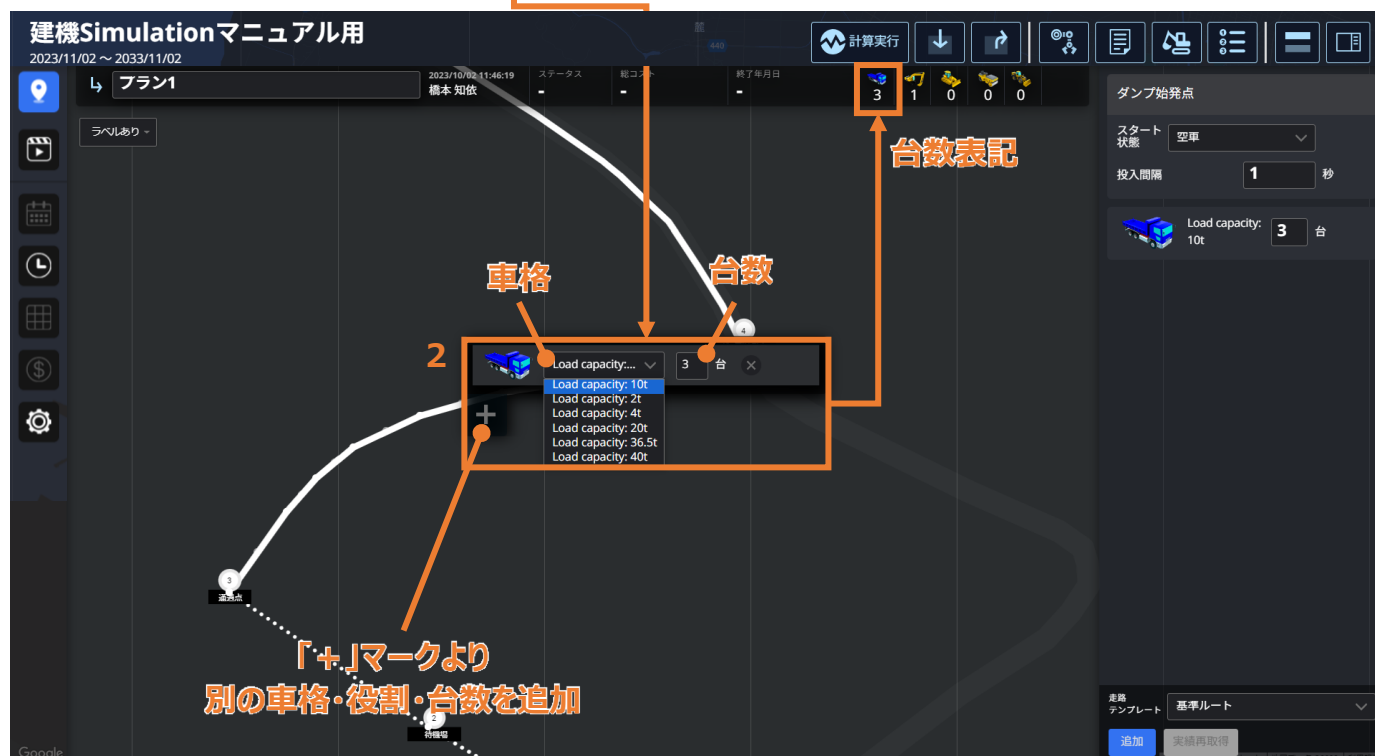 建機Simulationマニュアル用
2023/11/02 ～ 2033/11/02
計算実行
440
プラン1
2023/10/02 11:46:19
橋本 知依
ステータス
-
総コスト
-
終了年月日
-
3
1
0
0
0
ラベルあり
台数表記
車格
台数
4
2
Load capacity:...
3
台
Load capacity: 10t
Load capacity: 2t
Load capacity: 4t
Load capacity: 20t
Load capacity: 36.5t
Load capacity: 40t
3
通過点
「＋」マークより
別の車格・役割・台数を追加
2
待機場
Google
ダンプ始発点
スタート
状態
空車
投入間隔
1
秒
Load capacity:
10t
3
台
走路
テンプレート
基準ルート
追加
実績再取得